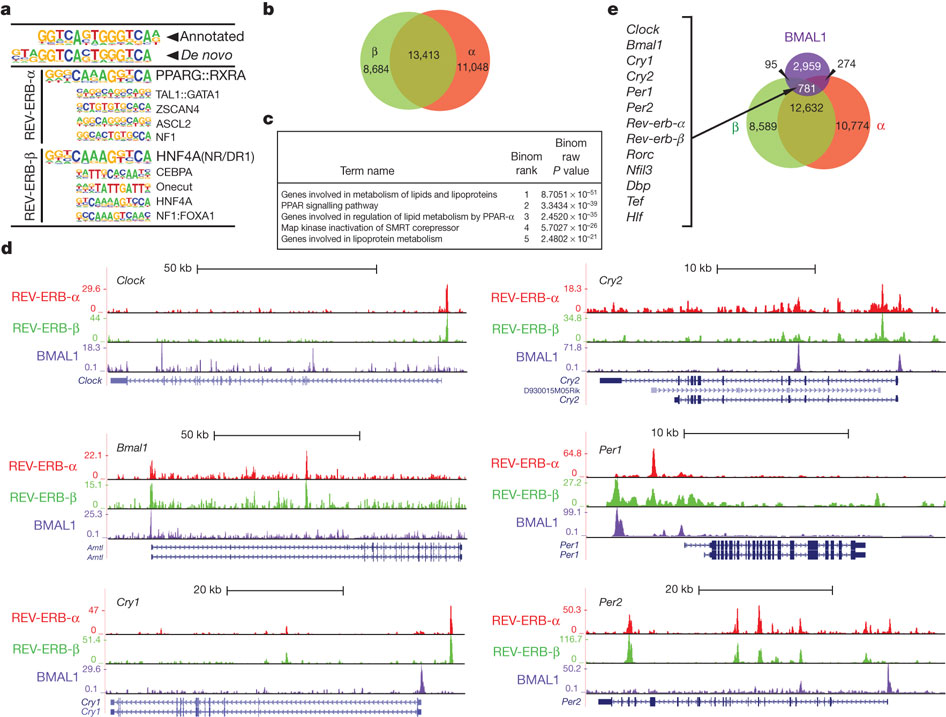 a
GGTCAGTGGGTCAA
Annotated
GTAGGTCACTGGGTCA
De novo
REV-ERB-α
GGGCAAAGGTCA
PPARG::RXRA
TAL1::GATA1
ZSCAN4
ASCL2
NF1
REV-ERB-β
GGTCAAAGGTCA
HNF4A(NR/DR1)
CEBPA
Onecut
HNF4A
NF1:FOXA1
b
β
8,684
13,413
α
11,048
c
Term name
Binom rank
Binom raw P value
Genes involved in metabolism of lipids and lipoproteins 1 8.7051 × 10–51
PPAR signalling pathway 2 3.3434 × 10–39
Genes involved in regulation of lipid metabolism by PPAR-α 3 2.4520 × 10–35
Map kinase inactivation of SMRT corepressor 4 5.7027 × 10–26
Genes involved in lipoprotein metabolism 5 2.4802 × 10–21
e
Clock
Bmal1
Cry1
Cry2
Per1
Per2
Rev-erb-α
Rev-erb-β
Rorc
Nfil3
Dbp
Tef
Hlf
BMAL1
95
2,959
274
781
12,632
β
8,589
10,774
α
d
50 kb
Clock
REV-ERB-α
29.6
0
REV-ERB-β
44
0
BMAL1
18.3
0.1
Clock
10 kb
Cry2
REV-ERB-α
18.3
0
REV-ERB-β
34.8
0
BMAL1
71.8
0.1
Cry2
D930015M05Rik
Cry2
50 kb
Bmal1
REV-ERB-α
22.1
0
REV-ERB-β
15.1
0
BMAL1
25.3
0.1
Arntl
Arntl
10 kb
Per1
REV-ERB-α
64.8
0
REV-ERB-β
27.2
0
BMAL1
99.1
0.1
Per1
Per1
20 kb
Cry1
REV-ERB-α
47
0
REV-ERB-β
51.4
0
BMAL1
29.6
0.1
Cry1
Cry1
20 kb
Per2
REV-ERB-α
50.3
0
REV-ERB-β
116.7
0
BMAL1
50.2
0.1
Per2